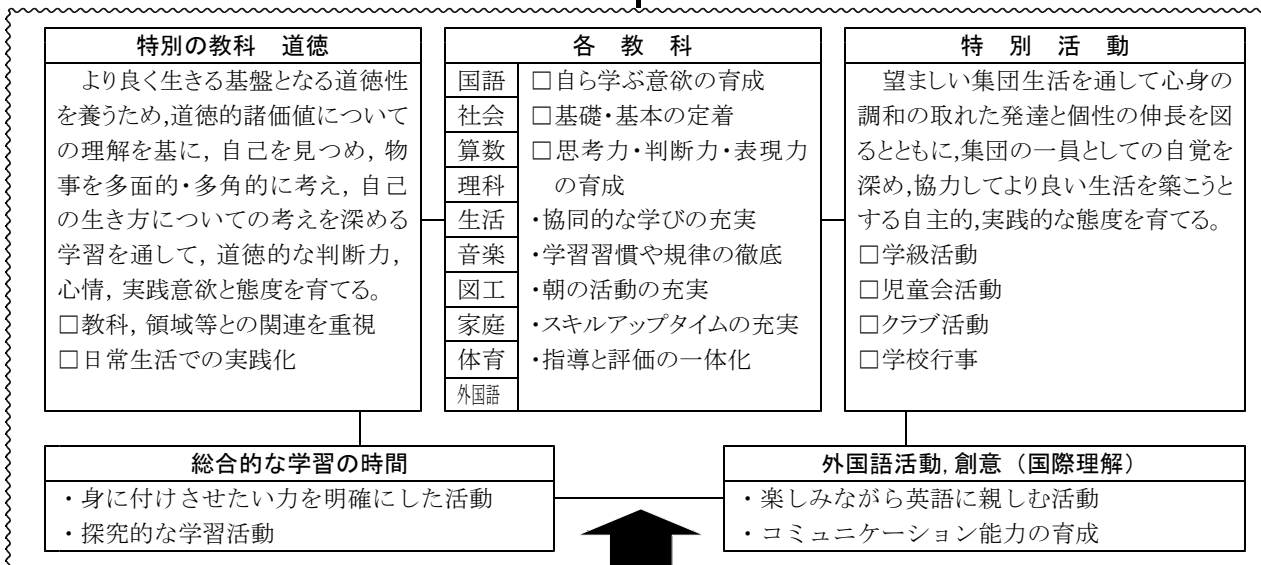 特別の教科　道徳
より良く生きる基盤となる道徳性
を養うため,道徳的諸価値について
の理解を基に, 自己を見つめ, 物
事を多面的・多角的に考え, 自己
の生き方についての考えを深める
学習を通して, 道徳的な判断力,
心情, 実践意欲と態度を育てる。
□教科, 領域等との関連を重視
□日常生活での実践化
各　教　科
国語
社会
算数
理科
生活
音楽
図工
家庭
体育
外国語
□自ら学ぶ意欲の育成
□基礎・基本の定着
□思考力・判断力・表現力
の育成
・協同的な学びの充実
・学習習慣や規律の徹底
・朝の活動の充実
・スキルアップタイムの充実
・指導と評価の一体化
特　別　活　動
望ましい集団生活を通して心身の
調和の取れた発達と個性の伸長を図
るとともに,集団の一員としての自覚を
深め,協力してより良い生活を築こうと
する自主的,実践的な態度を育てる。
□学級活動
□児童会活動
□クラブ活動
□学校行事
総合的な学習の時間
・身に付けさせたい力を明確にした活動
・探究的な学習活動
外国語活動, 創意（国際理解）
・楽しみながら英語に親しむ活動
・コミュニケーション能力の育成